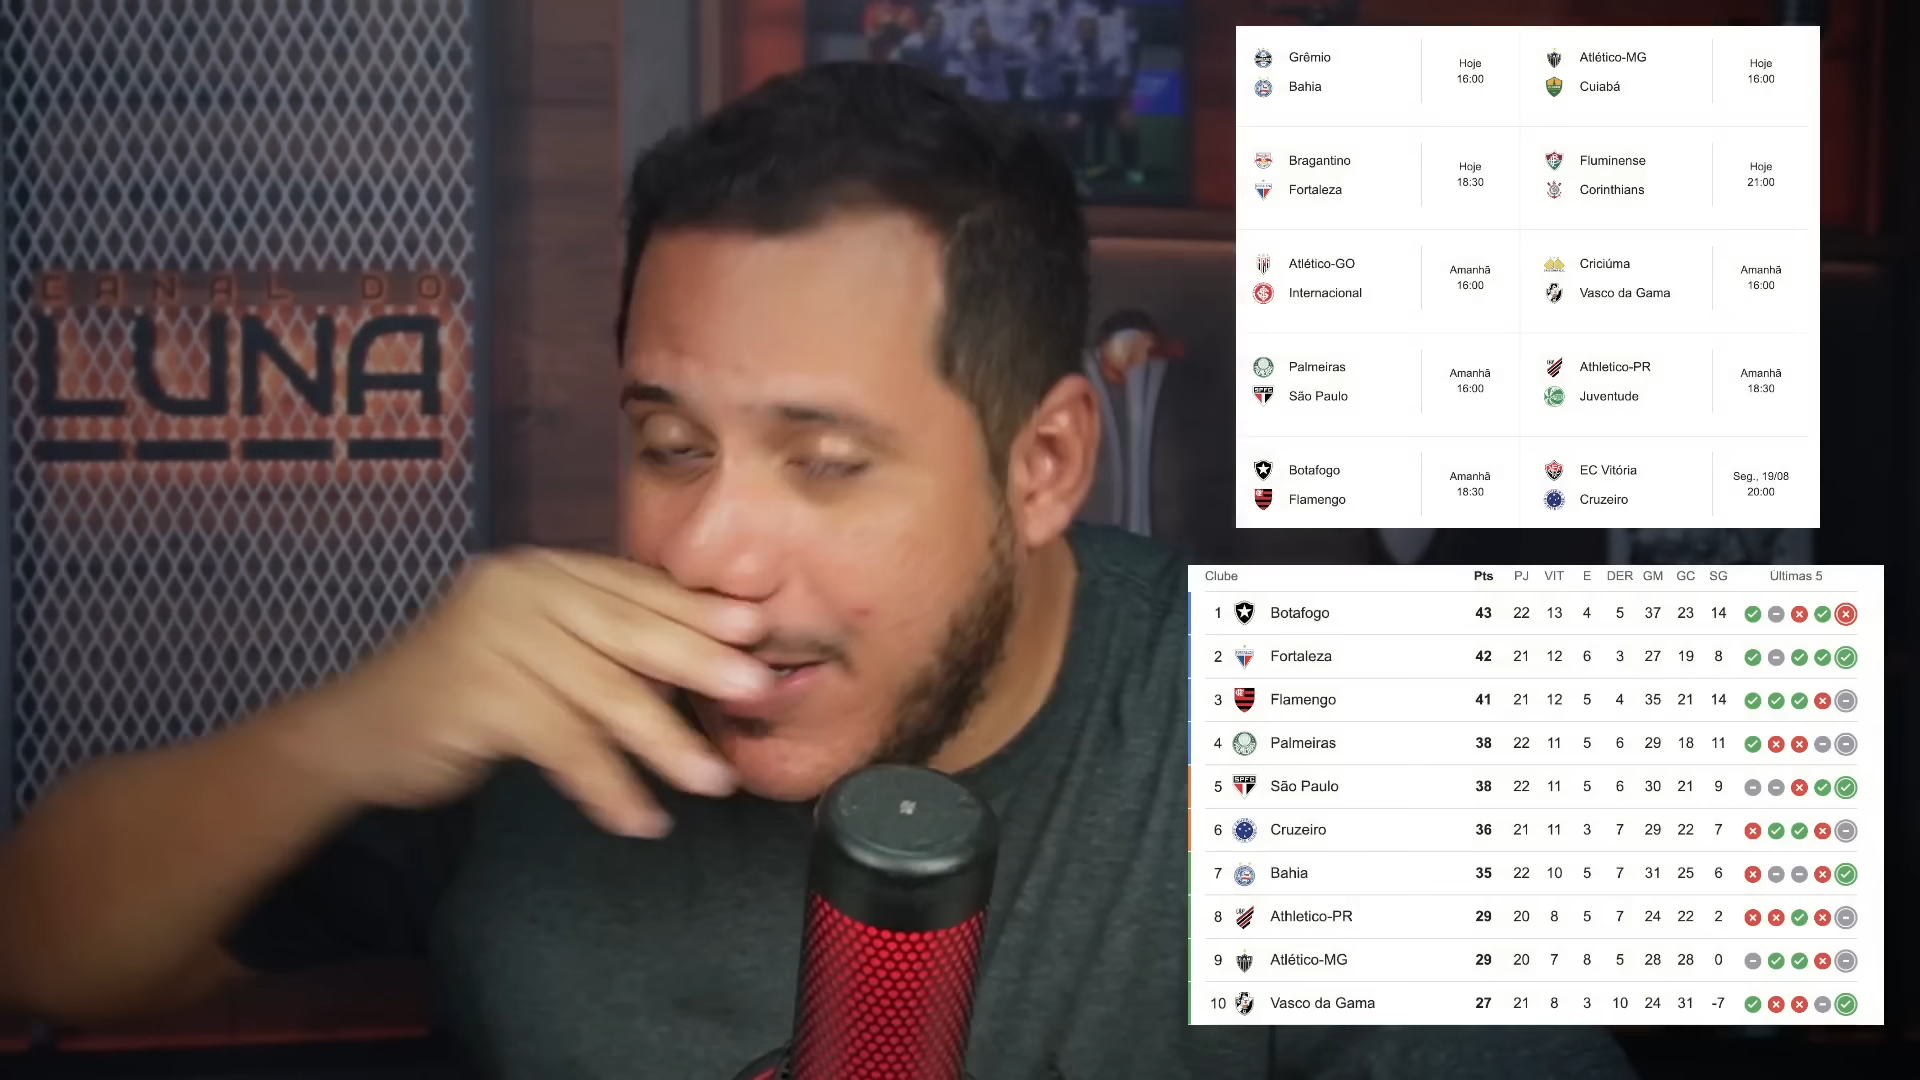 CANAL DO
LUNA
Grêmio
Bahia
Hoje
16:00
Atlético-MG
Cuiabá
Hoje
16:00
Bragantino
Fortaleza
Hoje
18:30
Fluminense
Corinthians
Hoje
21:00
Atlético-GO
Internacional
Amanhã
16:00
Criciúma
Vasco da Gama
Amanhã
16:00
Palmeiras
São Paulo
Amanhã
16:00
Athletico-PR
Juventude
Amanhã
18:30
Botafogo
Flamengo
Amanhã
18:30
EC Vitória
Cruzeiro
Seg., 19/08
20:00
Clube Pts PJ VIT E DER GM GC SG Últimas 5
1 Botafogo 43 22 13 4 5 37 23 14
2 Fortaleza 42 21 12 6 3 27 19 8
3 Flamengo 41 21 12 5 4 35 21 14
4 Palmeiras 38 22 11 5 6 29 18 11
5 São Paulo 38 22 11 5 6 30 21 9
6 Cruzeiro 36 21 11 3 7 29 22 7
7 Bahia 35 22 10 5 7 31 25 6
8 Athletico-PR 29 20 8 5 7 24 22 2
9 Atlético-MG 29 20 7 8 5 28 28 0
10 Vasco da Gama 27 21 8 3 10 24 31 -7